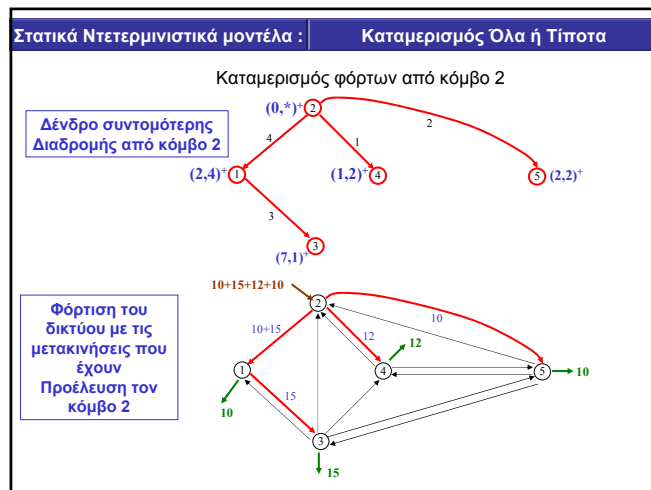 Στατικά Ντετερμινιστικά μοντέλα : Καταμερισμός Όλα ή Τίποτα
Καταμερισμός φόρτων από κόμβο 2
Δένδρο συντομότερης
Διαδρομής από κόμβο 2
(0,*)+ 2
4
1
2
(2,4)+ 1
(1,2)+ 4
5 (2,2)+
3
(7,1)+ 3
Φόρτιση του
δικτύου με τις
μετακινήσεις που
έχουν
Προέλευση τον
κόμβο 2
10+15+12+10
2
10+15
12
10
12
1
4
5
10
10
15
3
15